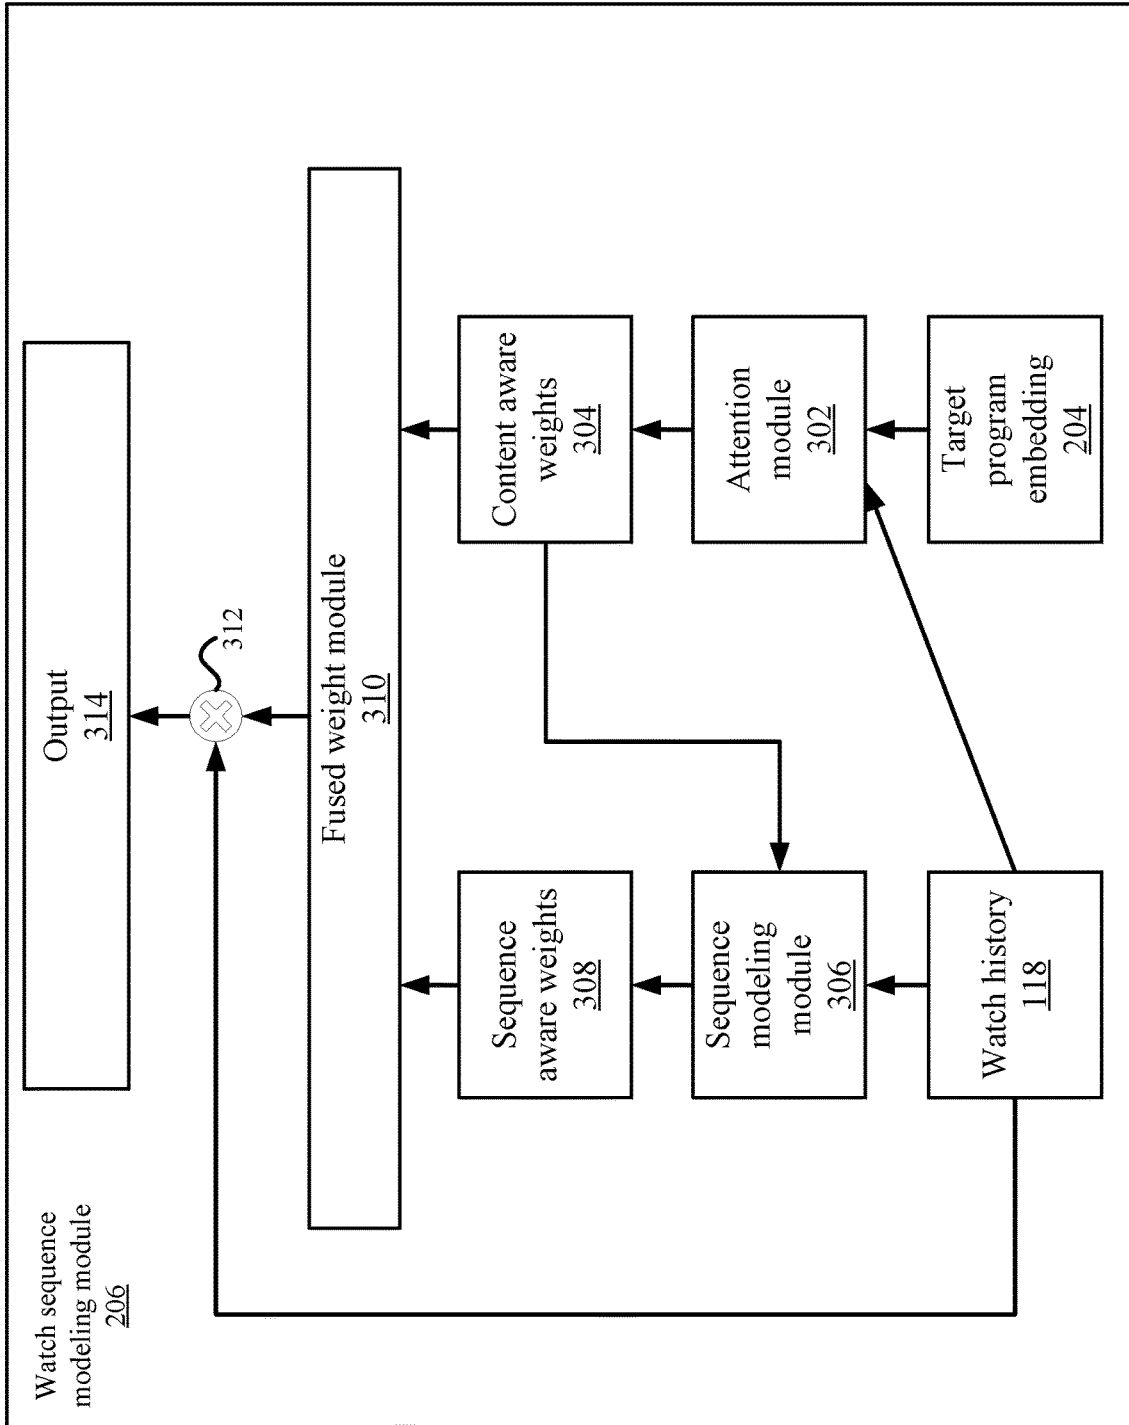 Watch sequence
modeling module
206
Output
314
312
Fused weight module
310
Sequence
aware weights
308
Content aware
weights
304
Sequence
modeling
module
306
Attention
module
302
Watch history
118
Target
program
embedding
204